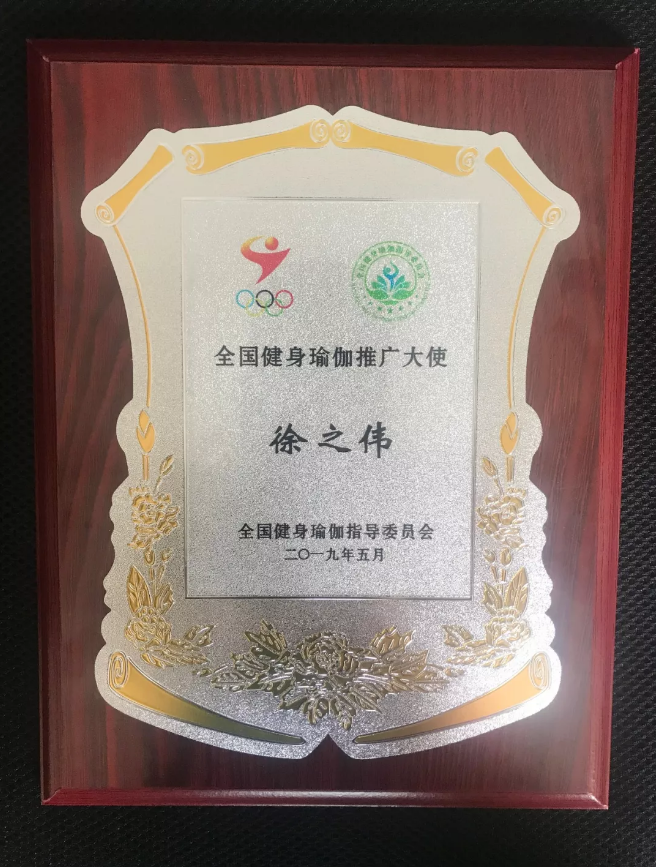 全国健身瑜伽推广大使
徐之伟
全国健身瑜伽指导委员会
二〇一九年五月